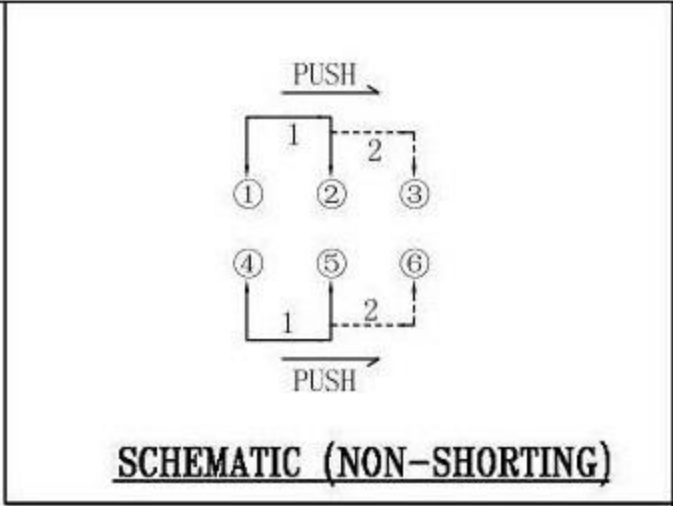 PUSH
1
2
① ② ③
④ ⑤ ⑥
1 2
PUSH
SCHEMATIC (NON-SHORTING)